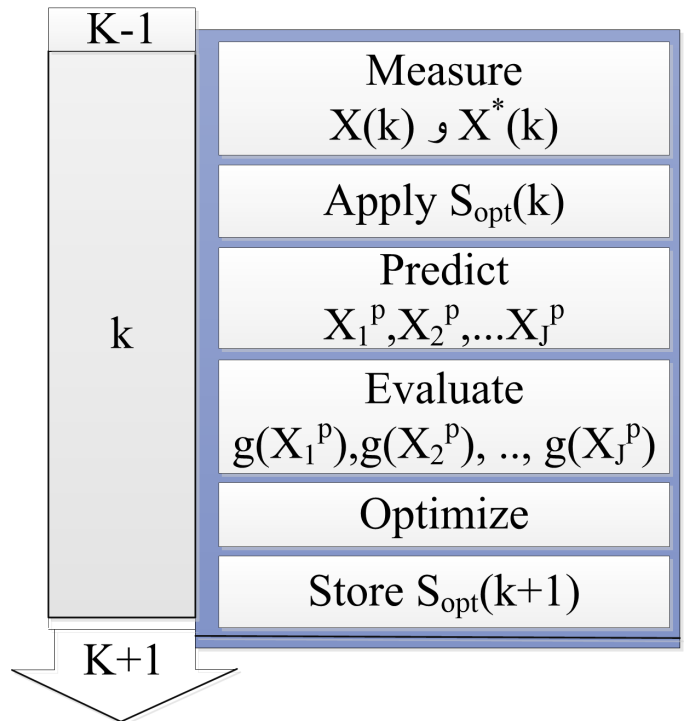 K-1
Measure
X(k) و X*(k)
Apply Sopt(k)
Predict
X1p,X2p,...XJp
k
Evaluate
g(X1p),g(X2p), .., g(XJp)
Optimize
Store Sopt(k+1)
K+1